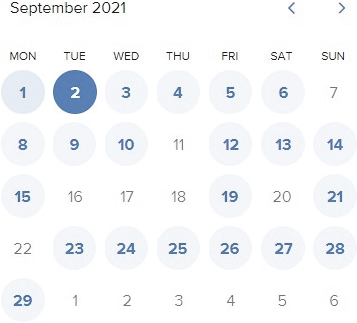 September 2021 < >
MON TUE WED THU FRI SAT SUN
1 2 3 4 5 6 7
8 9 10 11 12 13 14
15 16 17 18 19 20 21
22 23 24 25 26 27 28
29 1 2 3 4 5 6